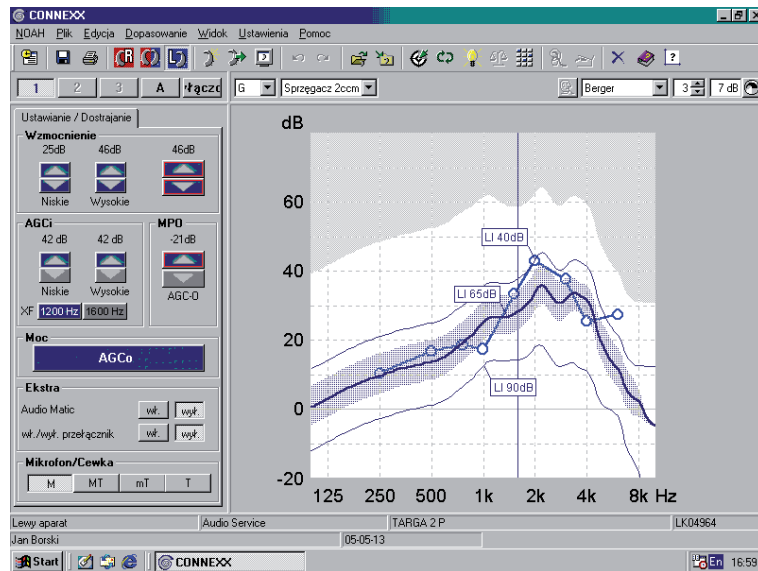 CONNEXX
NOAH Plik Edycja Dopasowanie Widok Ustawienia Pomoc
1 2 3 A G Sprzęgacz 2ccm Berger 3 7 dB
Ustawianie / Dostrajanie
Wzmocnienie
25dB 46dB 46dB
Niskie Wysokie
AGCi MPO
42 dB 42 dB -21dB
Niskie Wysokie AGC-O
XF 1200 Hz 1600 Hz
Moc
AGCo
Ekstra
Audio Matic wł. wył.
wł./wył. przełącznik wł. wył.
Mikrofon/Cewka
M MT mT T
dB
60
LI 40dB
40
LI 65dB
20
LI 90dB
0
-20
125 250 500 1k 2k 4k 8k Hz
Lewy aparat Audio Service TARGA 2 P LK04964
Jan Borski 05-05-13
Start CONNEXX En 16:59